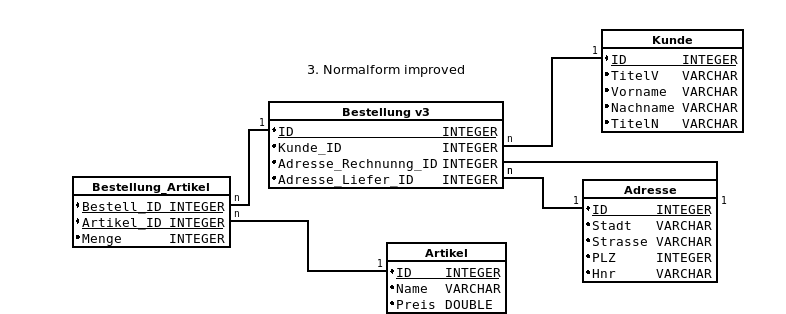 3. Normalform improved
Kunde
ID INTEGER
TitelV VARCHAR
Vorname VARCHAR
Nachname VARCHAR
TitelN VARCHAR
1
Bestellung v3
ID INTEGER
Kunde_ID INTEGER
Adresse_Rechnunng_ID INTEGER
Adresse_Liefer_ID INTEGER
1
n
n
n
Bestellung_Artikel
Bestell_ID INTEGER
Artikel_ID INTEGER
Menge INTEGER
n
n
Adresse
ID INTEGER
Stadt VARCHAR
Strasse VARCHAR
PLZ INTEGER
Hnr VARCHAR
1
1
Artikel
ID INTEGER
Name VARCHAR
Preis DOUBLE
1